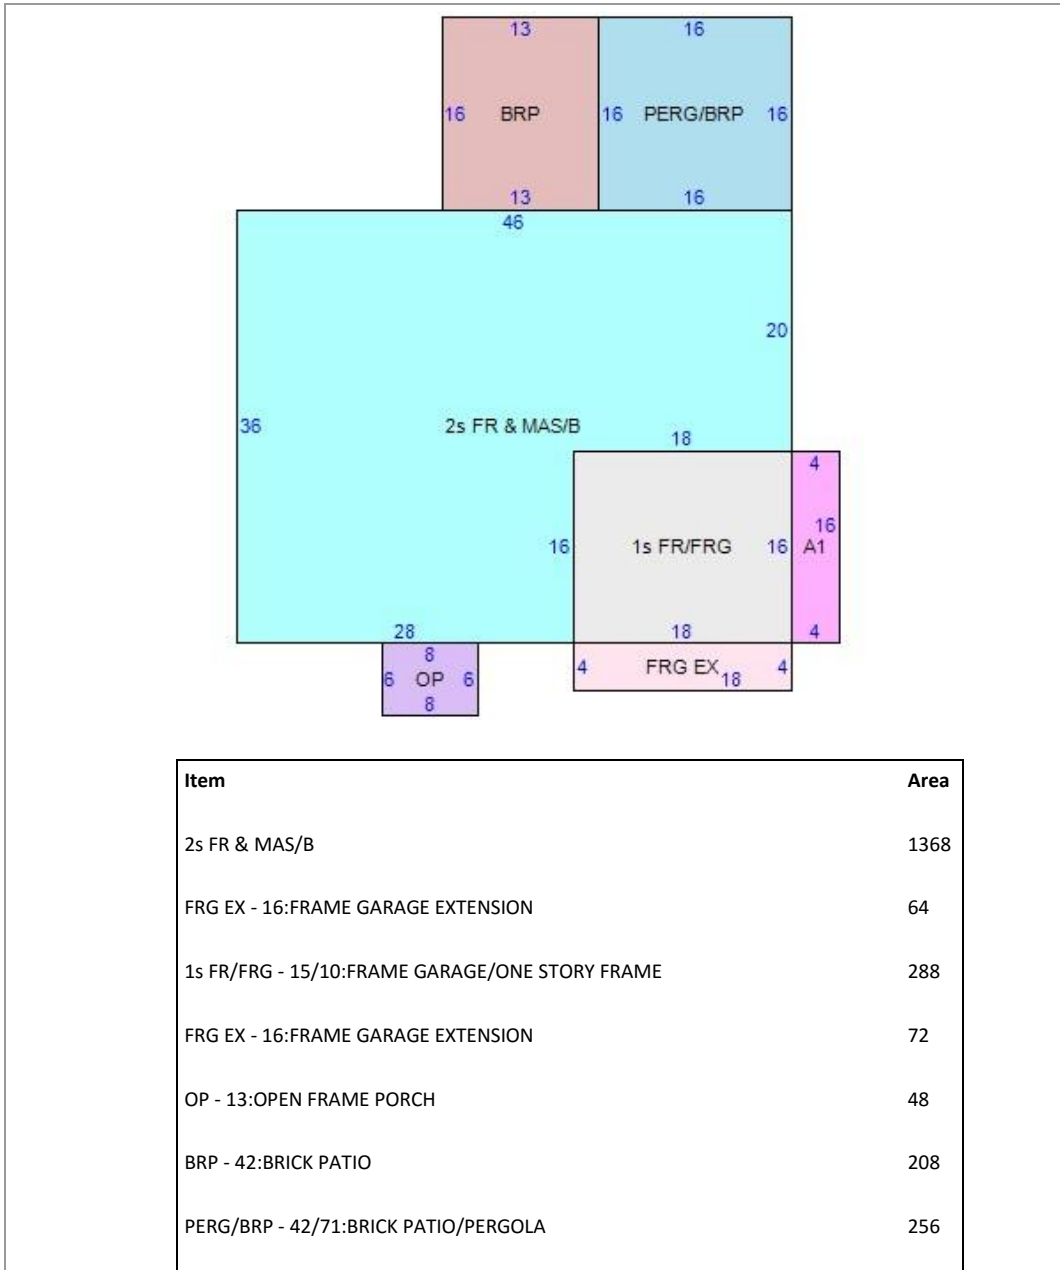 13 16
16 BRP 16 PERG/BRP 16
13 16
46
20
36 2s FR & MAS/B
18
4
16
16 1s FR/FRG 16 A1
28 18 4
8
6 OP 6 4 FRG EX 18 4
8
Item Area
2s FR & MAS/B 1368
FRG EX - 16:FRAME GARAGE EXTENSION 64
1s FR/FRG - 15/10:FRAME GARAGE/ONE STORY FRAME 288
FRG EX - 16:FRAME GARAGE EXTENSION 72
OP - 13:OPEN FRAME PORCH 48
BRP - 42:BRICK PATIO 208
PERG/BRP - 42/71:BRICK PATIO/PERGOLA 256